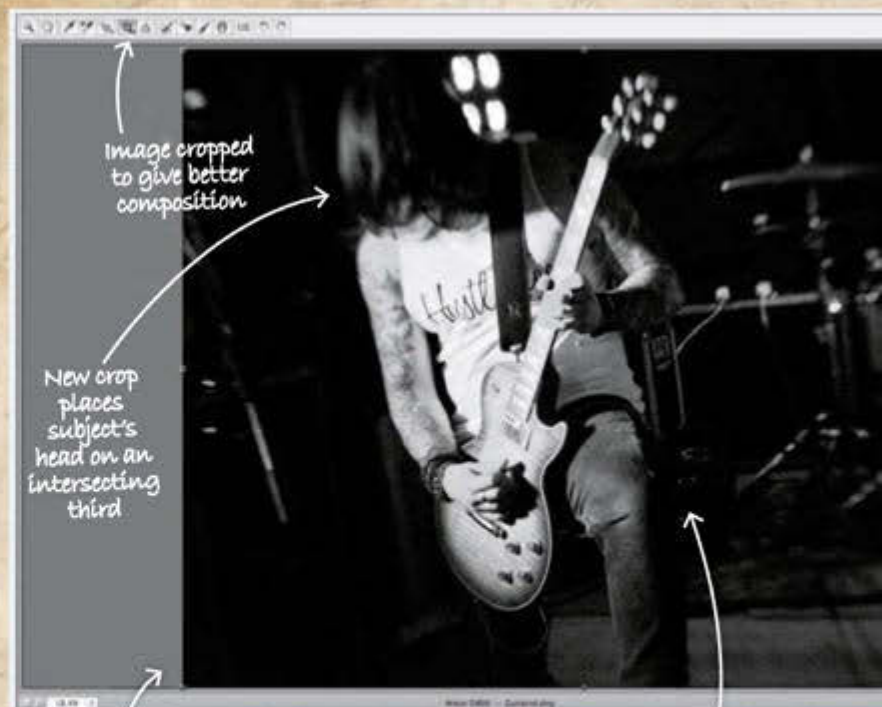 Image cropped
to give better
composition
New crop
places
subject's
head on an
intersecting
third